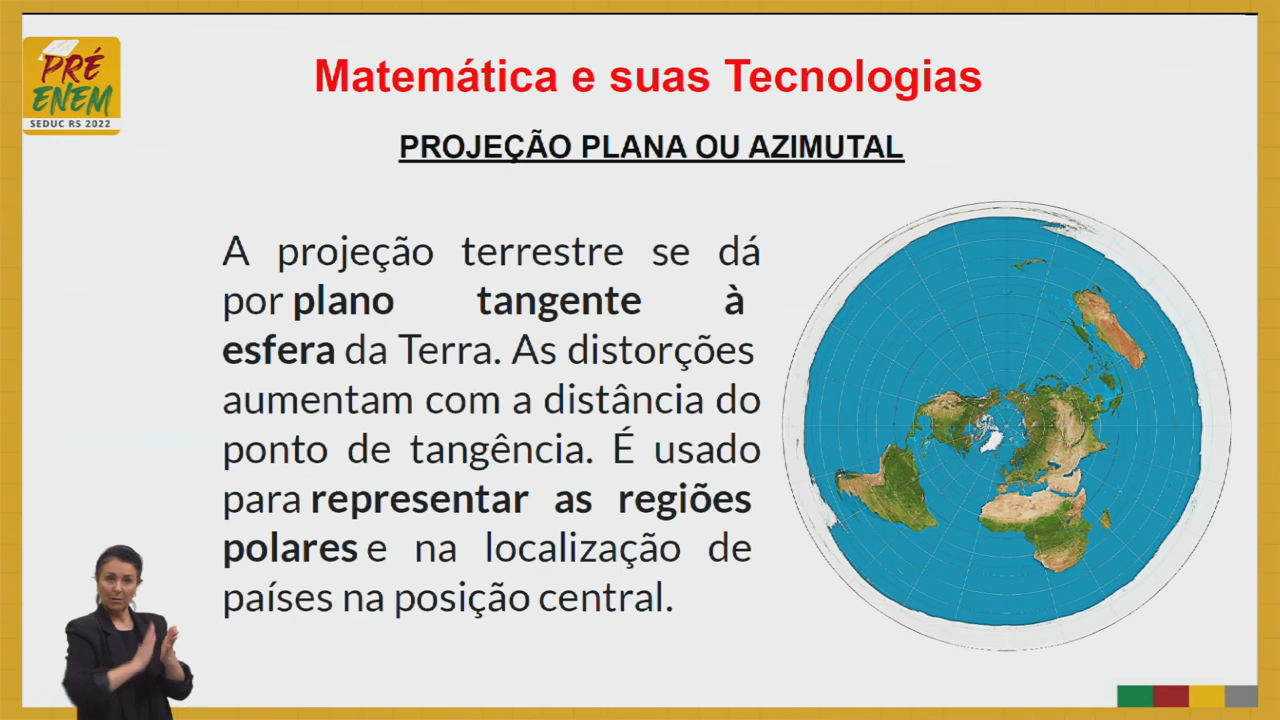 PRÉ
ENEM
SEDUC RS 2022
Matemática e suas Tecnologias
PROJEÇÃO PLANA OU AZIMUTAL
A projeção terrestre se dá
por plano tangente à
esfera da Terra. As distorções
aumentam com a distância do
ponto de tangência. É usado
para representar as regiões
polares e na localização de
países na posição central.